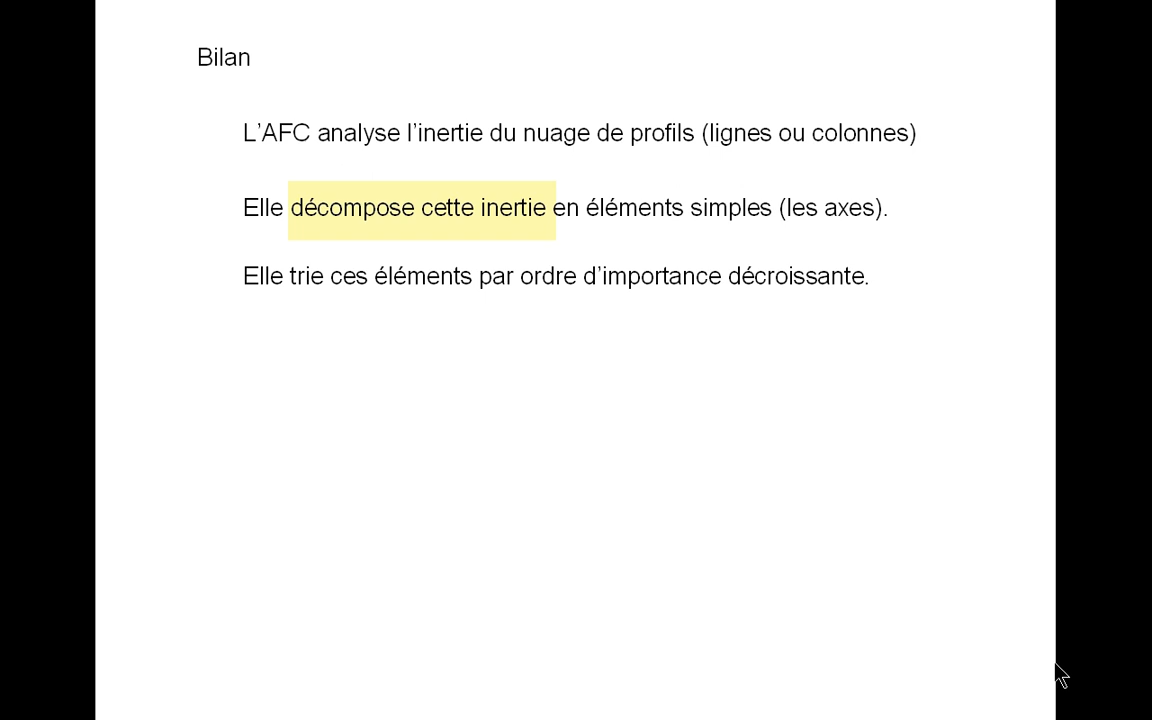 Bilan
L’AFC analyse l’inertie du nuage de profils (lignes ou colonnes)
Elle décompose cette inertie en éléments simples (les axes).
Elle trie ces éléments par ordre d’importance décroissante.